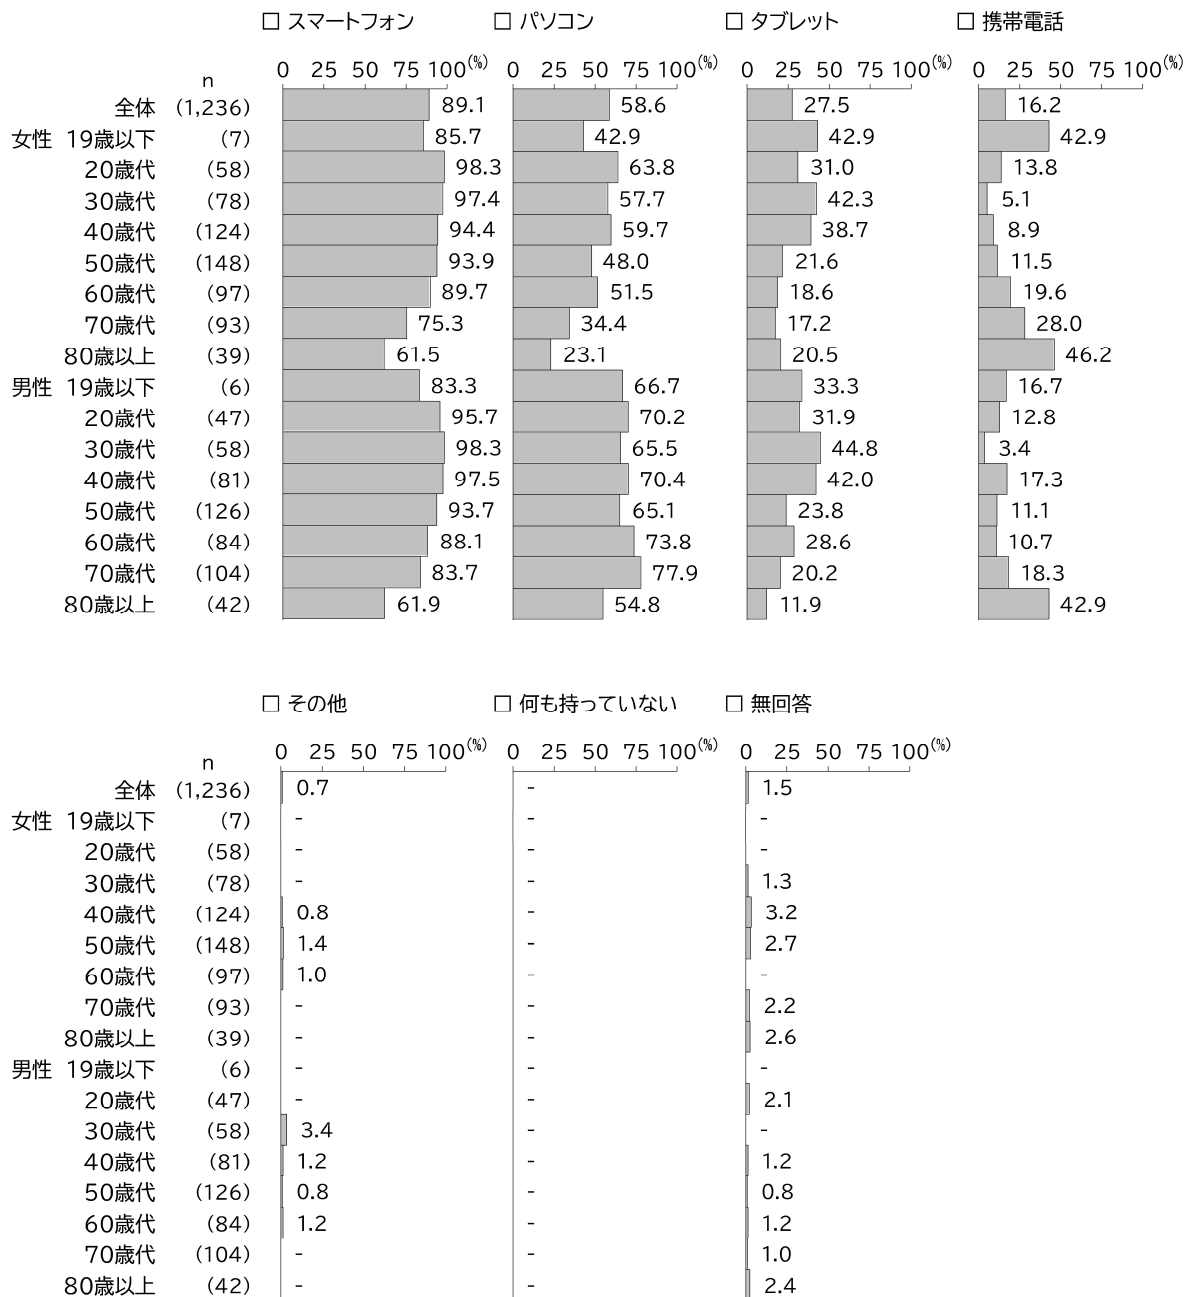 □ スマートフォン □ パソコン □ タブレット □ 携帯電話
n 0 25 50 75 100(%) 0 25 50 75 100(%) 0 25 50 75 100(%) 0 25 50 75 100(%)
全体 (1,236) 89.1 58.6 27.5 16.2
女性 19歳以下 (7) 85.7 42.9 42.9 42.9
20歳代 (58) 98.3 63.8 31.0 13.8
30歳代 (78) 97.4 57.7 42.3 5.1
40歳代 (124) 94.4 59.7 38.7 8.9
50歳代 (148) 93.9 48.0 21.6 11.5
60歳代 (97) 89.7 51.5 18.6 19.6
70歳代 (93) 75.3 34.4 17.2 28.0
80歳以上 (39) 61.5 23.1 20.5 46.2
男性 19歳以下 (6) 83.3 66.7 33.3 16.7
20歳代 (47) 95.7 70.2 31.9 12.8
30歳代 (58) 98.3 65.5 44.8 3.4
40歳代 (81) 97.5 70.4 42.0 17.3
50歳代 (126) 93.7 65.1 23.8 11.1
60歳代 (84) 88.1 73.8 28.6 10.7
70歳代 (104) 83.7 77.9 20.2 18.3
80歳以上 (42) 61.9 54.8 11.9 42.9
□ その他 □ 何も持っていない □ 無回答
n 0 25 50 75 100(%) 0 25 50 75 100(%) 0 25 50 75 100(%)
全体 (1,236) 0.7 - 1.5
女性 19歳以下 (7) - - -
20歳代 (58) - - -
30歳代 (78) - - 1.3
40歳代 (124) 0.8 - 3.2
50歳代 (148) 1.4 - 2.7
60歳代 (97) 1.0 - -
70歳代 (93) - - 2.2
80歳以上 (39) - - 2.6
男性 19歳以下 (6) - - -
20歳代 (47) - - 2.1
30歳代 (58) 3.4 - -
40歳代 (81) 1.2 - 1.2
50歳代 (126) 0.8 - 0.8
60歳代 (84) 1.2 - 1.2
70歳代 (104) - - 1.0
80歳以上 (42) - - 2.4